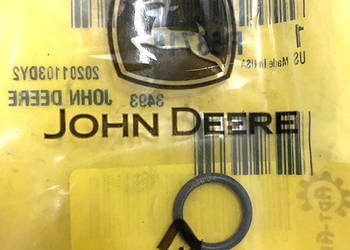 1
US Made In USA
20201103DY2
JOHN DEERE
3493
JOHN DEERE